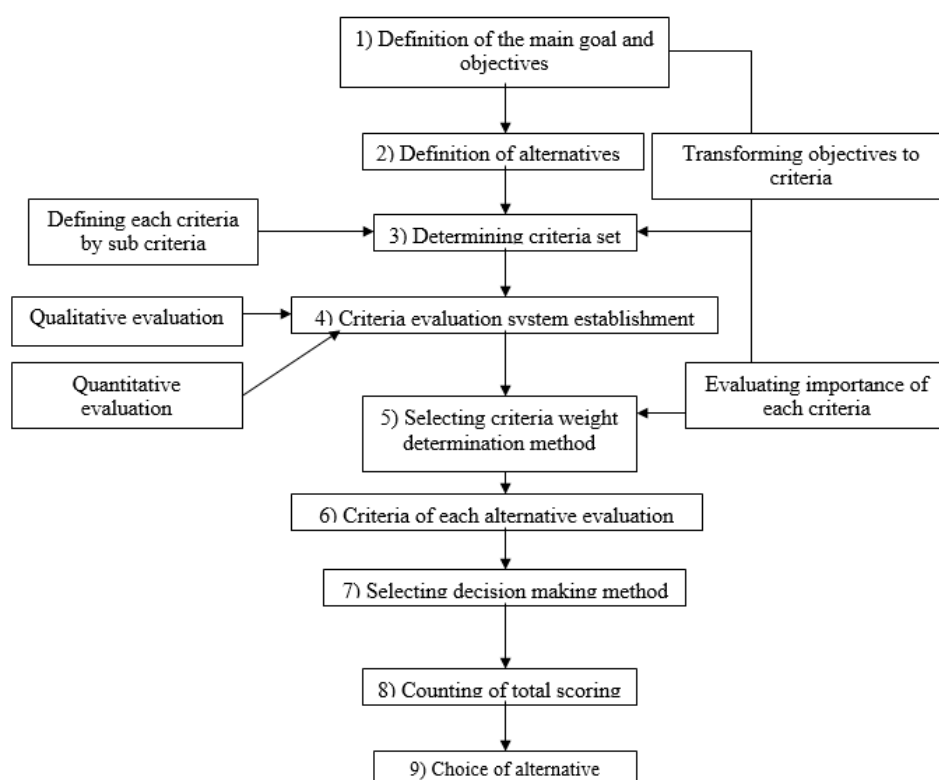 1) Definition of the main goal and
objectives
2) Definition of alternatives
Transforming objectives to
criteria
Defining each criteria
by sub criteria
3) Determining criteria set
Qualitative evaluation
4) Criteria evaluation system establishment
Quantitative
evaluation
Evaluating importance of
each criteria
5) Selecting criteria weight
determination method
6) Criteria of each alternative evaluation
7) Selecting decision making method
8) Counting of total scoring
9) Choice of alternative